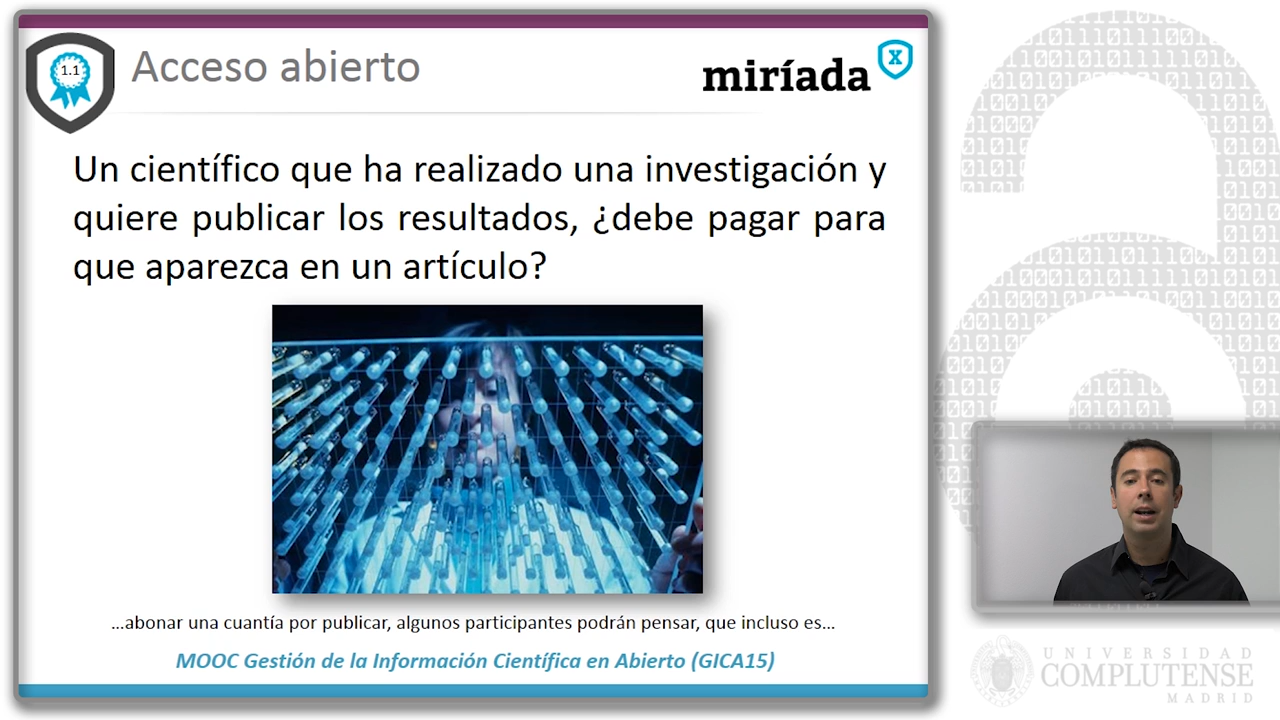 1.1
Acceso abierto
miríada
X
Un científico que ha realizado una investigación y
quiere publicar los resultados, ¿debe pagar para
que aparezca en un artículo?
...abonar una cuantía por publicar, algunos participantes podrán pensar, que incluso es...
MOOC Gestión de la Información Científica en Abierto (GICA15)
UNIVERSIDAD
COMPLUTENSE
MADRID